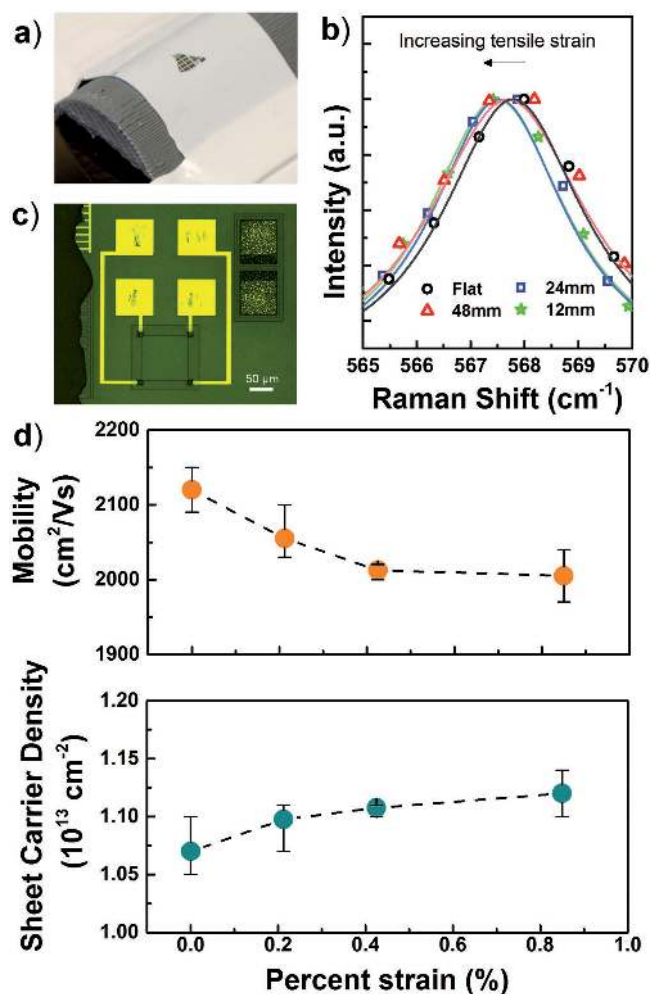 a)
b)
Increasing tensile strain
Intensity (a.u.)
Flat
24mm
48mm
12mm
565 566 567 568 569 570
Raman Shift (cm⁻¹)
c)
50 µm
d)
2200
2100
2000
1900
Mobility
(cm²/Vs)
1.20
1.15
1.10
1.05
1.00
Sheet Carrier Density
(10¹³ cm⁻²)
0.0 0.2 0.4 0.6 0.8 1.0
Percent strain (%)